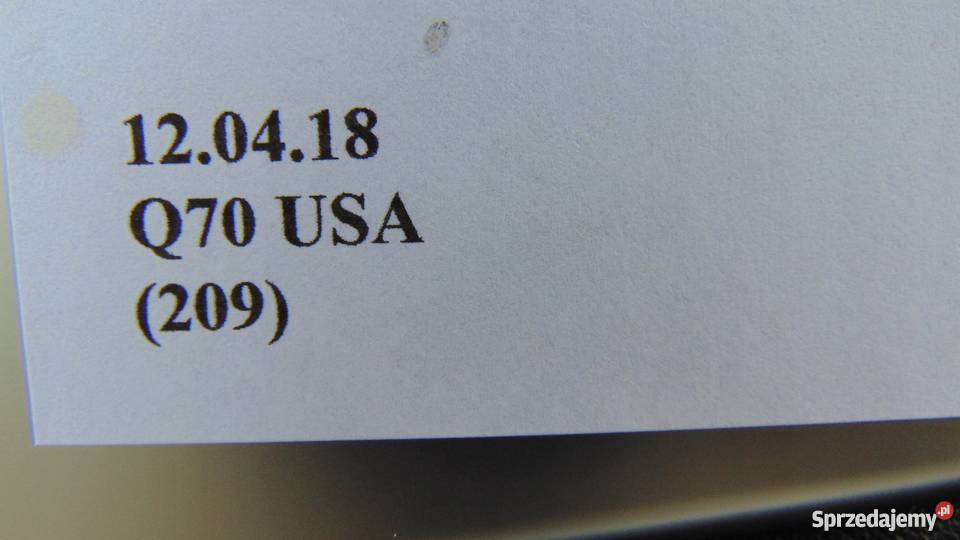 12.04.18
Q70 USA
(209)
Sprzedajemy.pl